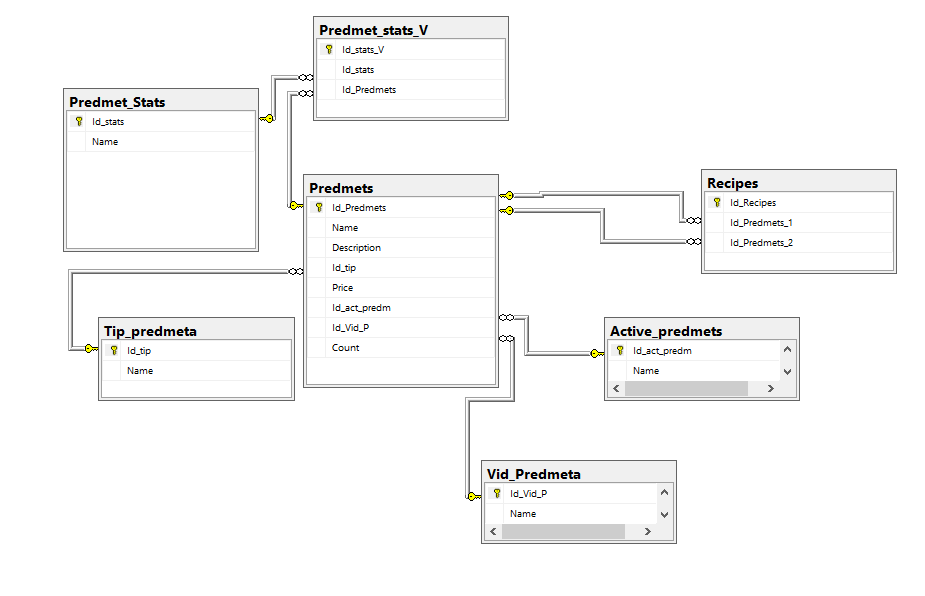 Predmet_stats_V
Id_stats_V
Id_stats
Id_Predmets
Predmet_Stats
Id_stats
Name
Predmets
Id_Predmets
Name
Description
Id_tip
Price
Id_act_predm
Id_Vid_P
Count
Recipes
Id_Recipes
Id_Predmets_1
Id_Predmets_2
Tip_predmeta
Id_tip
Name
Active_predmets
Id_act_predm
Name
Vid_Predmeta
Id_Vid_P
Name